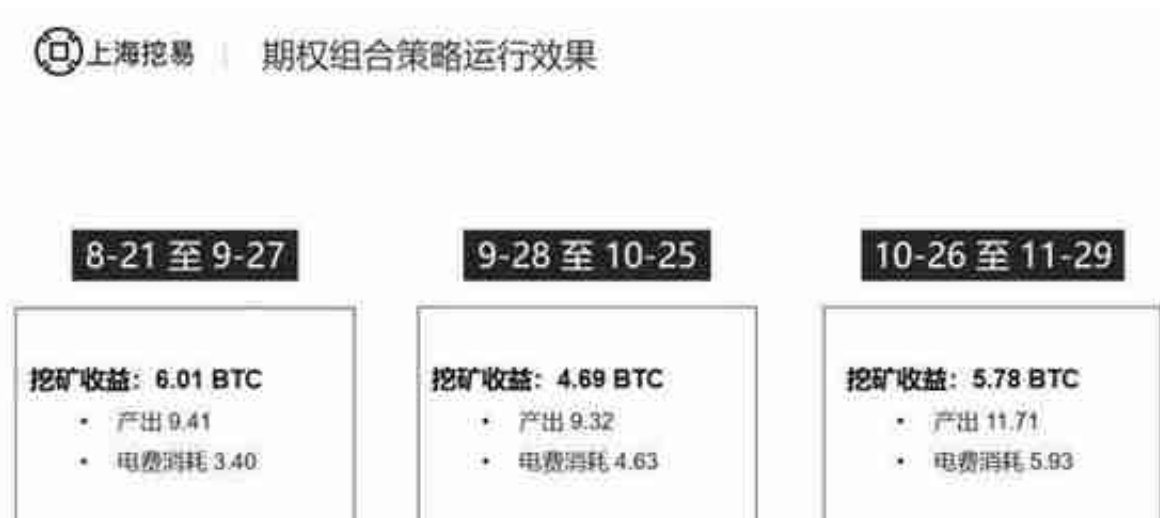 上海挖易
期权组合策略运行效果
8-21 至 9-27
挖矿收益：6.01 BTC
• 产出 9.41
• 电费消耗 3.40
9-28 至 10-25
挖矿收益：4.69 BTC
• 产出 9.32
• 电费消耗 4.63
10-26 至 11-29
挖矿收益：5.78 BTC
• 产出 11.71
• 电费消耗 5.93